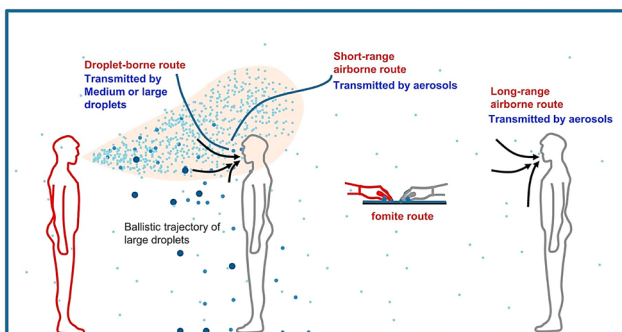 Droplet-borne route
Transmitted by
Medium or large
droplets
Short-range
airborne route
Transmitted by aerosols
Long-range
airborne route
Transmitted by aerosols
Ballistic trajectory of
large droplets
fomite route